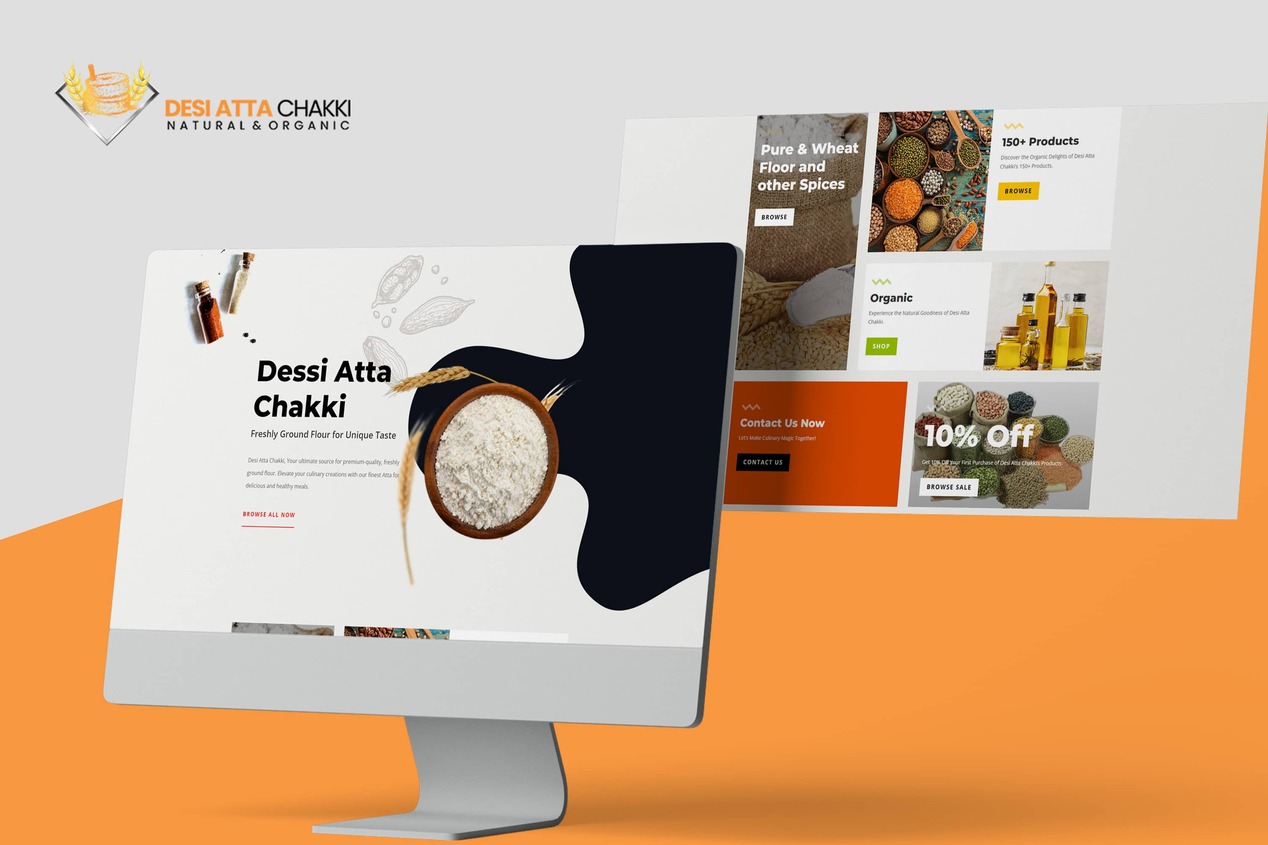 DESI ATTA CHAKKI
NATURAL & ORGANIC
Dessi Atta
Chakki
Freshly Ground Flour for Unique Taste
Desi Atta Chakki, Your ultimate source for premium-quality, freshly
ground flour. Elevate your culinary creations with our finest Atta for
delicious and healthy meals.
BROWSE ALL NOW
Pure & Wheat
Floor and
other Spices
BROWSE
150+ Products
Discover the Organic Delights of Desi Atta
Chakki's 150+ Products.
BROWSE
Organic
Experience the Natural Goodness of Desi Atta
Chakki.
SHOP
Contact Us Now
Let's Make Culinary Magic Together!
CONTACT US
10% Off
Get 10% Off Your First Purchase of Desi Atta Chakki's Products
BROWSE SALE